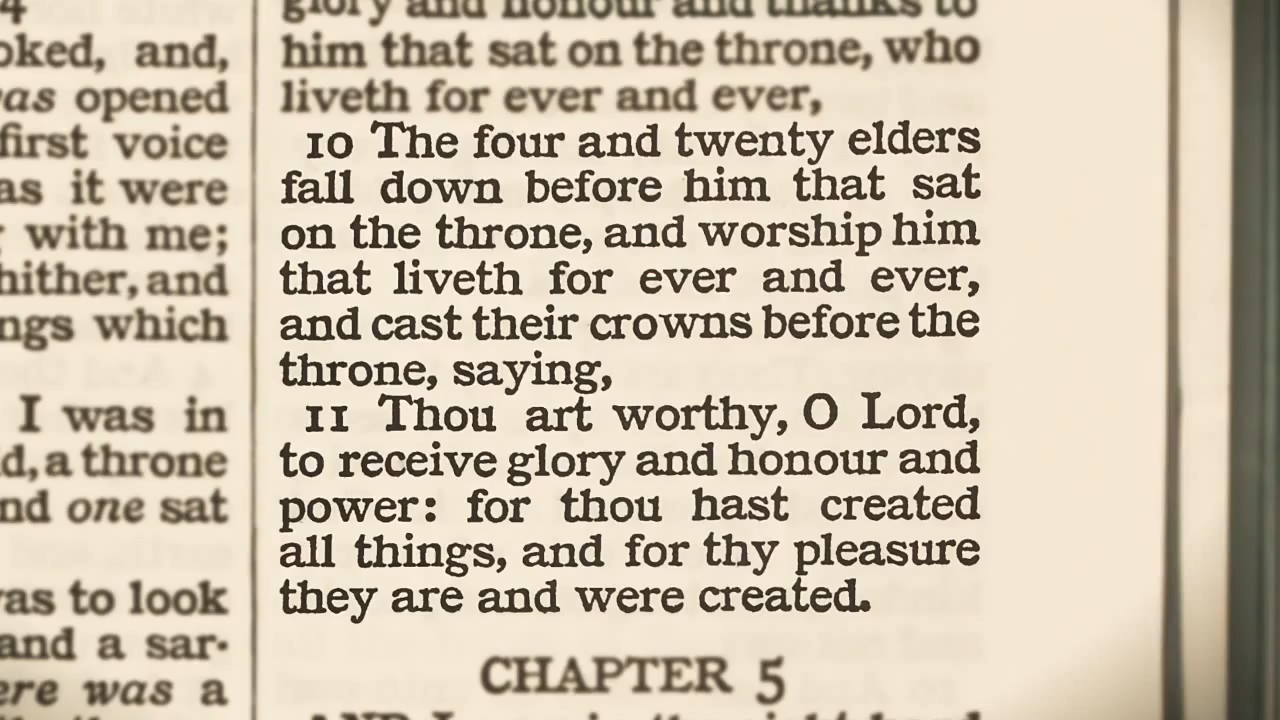 4
oked, and,
as opened
first voice
as it were
with me;
hither, and
ngs which
I was in
d, a throne
nd one sat
as to look
and a sar-
ere was a
glory and honour and thanks to
him that sat on the throne, who
liveth for ever and ever,
10 The four and twenty elders
fall down before him that sat
on the throne, and worship him
that liveth for ever and ever,
and cast their crowns before the
throne, saying,
11 Thou art worthy, O Lord,
to receive glory and honour and
power: for thou hast created
all things, and for thy pleasure
they are and were created.
CHAPTER 5